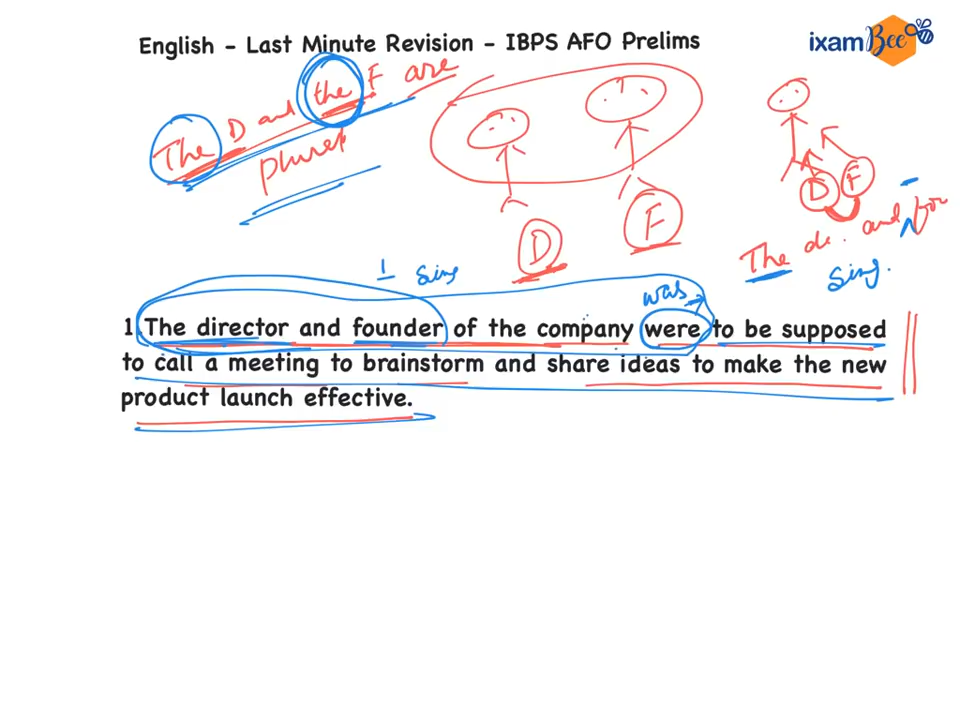 English - Last Minute Revision - IBPS AFO Prelims
ixamBee
The D and the F are
plural
D
F
D F
The di. and fou
Sing.
1 Sing
was
1.The director and founder of the company were to be supposed
to call a meeting to brainstorm and share ideas to make the new
product launch effective.